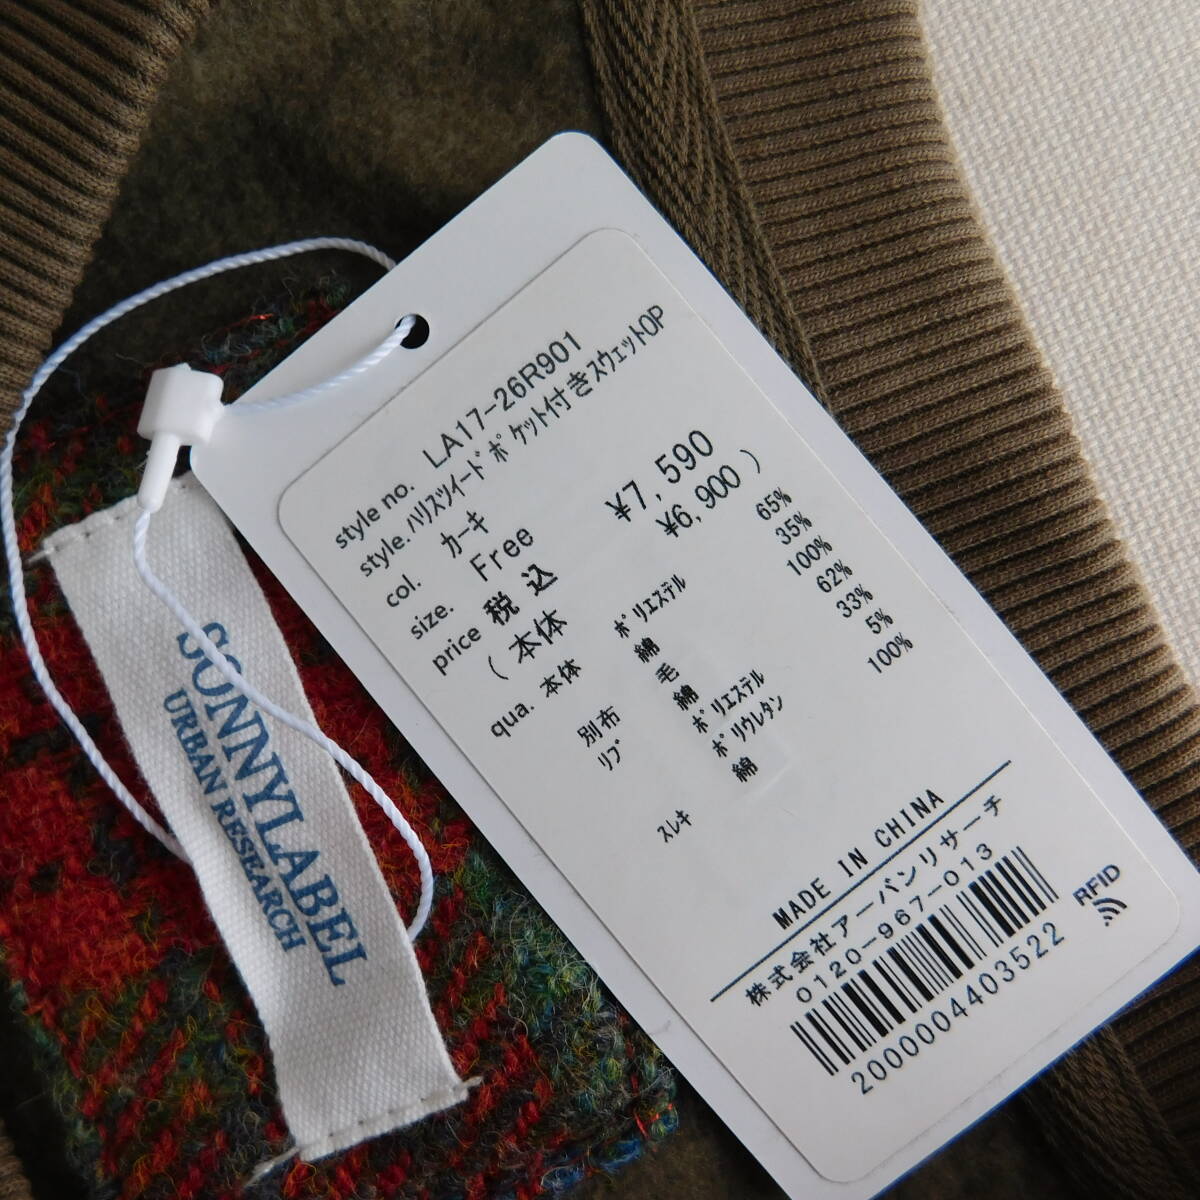 style no. LA17-26R901
style. ﾊﾘｽﾂｲｰﾄﾞﾎﾟｹｯﾄ付きｽｳｪｯﾄOP
col. カーキ
size. Free
price 税込 ¥7,590
(本体 ¥6,900 )
qua. 本体 ﾎﾟﾘｴｽﾃﾙ 65%
綿 35%
別布 毛 100%
ﾘﾌﾞ 綿 62%
ﾎﾟﾘｴｽﾃﾙ 33%
ﾎﾟﾘｳﾚﾀﾝ 5%
ｽﾚｷ 綿 100%
MADE IN CHINA
株式会社アーバンリサーチ
0120-967-013
2000004403522
RFID
SONNYLABEL
URBAN RESEARCH